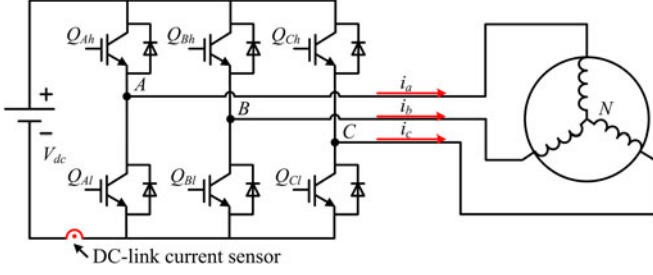 Q_Ah
Q_Bh
Q_Ch
A
i_a
+
B
i_b
N
−
C
i_c
V_dc
Q_Al
Q_Bl
Q_Cl
DC-link current sensor